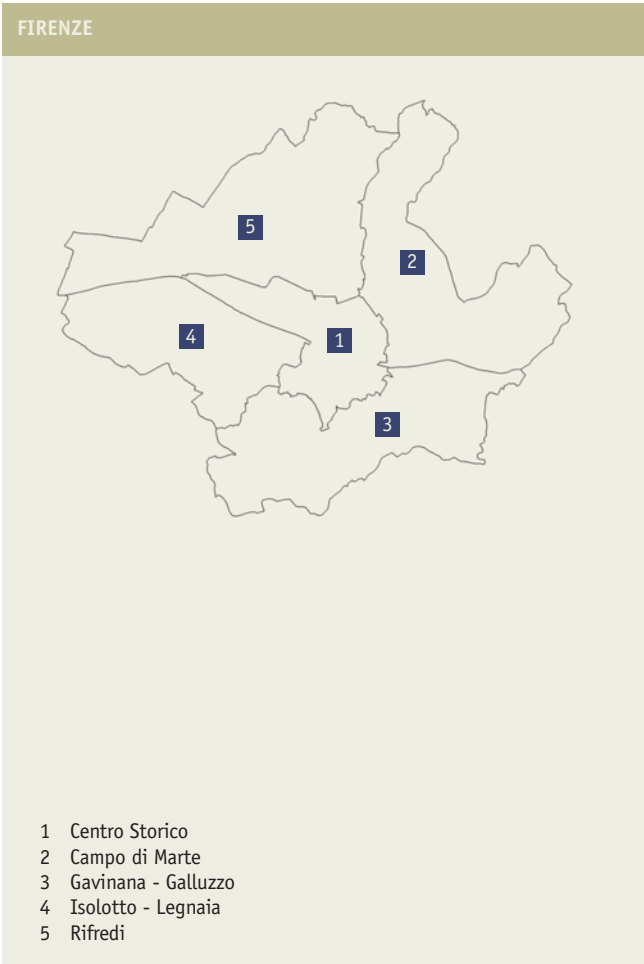 FIRENZE
5
2
4
1
3
1 Centro Storico
2 Campo di Marte
3 Gavinana - Galluzzo
4 Isolotto - Legnaia
5 Rifredi